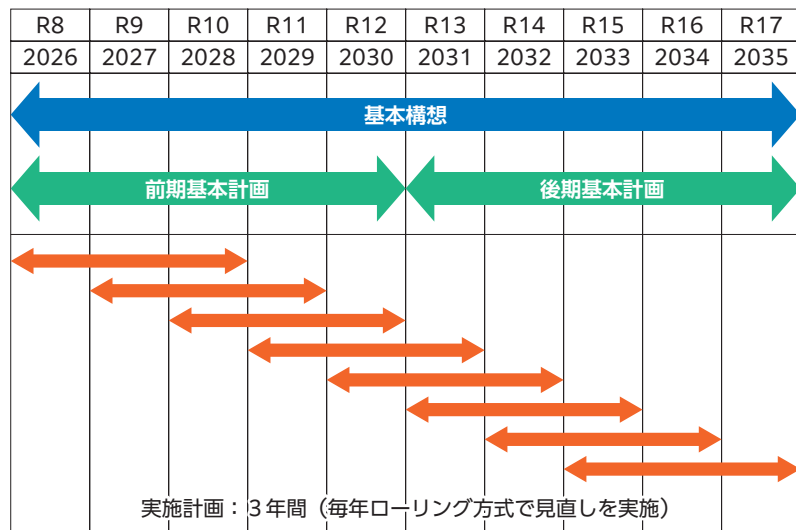 R8 R9 R10 R11 R12 R13 R14 R15 R16 R17
2026 2027 2028 2029 2030 2031 2032 2033 2034 2035
基本構想
前期基本計画 後期基本計画
実施計画：３年間（毎年ローリング方式で見直しを実施）